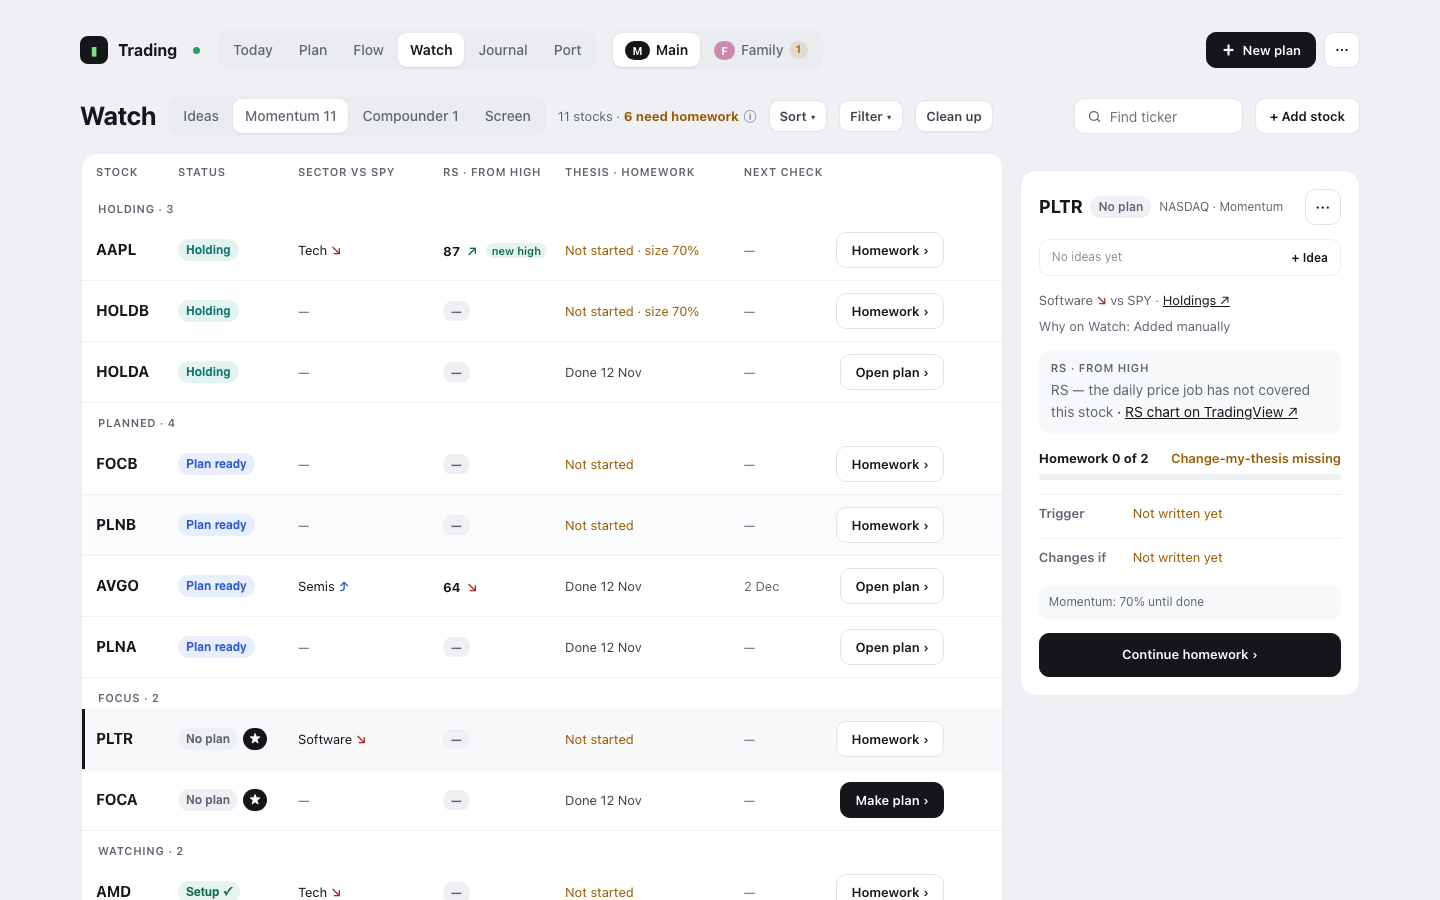 Trading Today Plan Flow Watch Journal Port M Main F Family 1 + New plan ···
Watch Ideas Momentum 11 Compounder 1 Screen 11 stocks · 6 need homework ⓘ Sort ▾ Filter ▾ Clean up Find ticker + Add stock
STOCK STATUS SECTOR VS SPY RS · FROM HIGH THESIS · HOMEWORK NEXT CHECK
HOLDING · 3
AAPL Holding Tech ↘ 87 ↗ new high Not started · size 70% — Homework ›
HOLDB Holding — — Not started · size 70% — Homework ›
HOLDA Holding — — Done 12 Nov — Open plan ›
PLANNED · 4
FOCB Plan ready — — Not started — Homework ›
PLNB Plan ready — — Not started — Homework ›
AVGO Plan ready Semis ⤴ 64 ↘ Done 12 Nov 2 Dec Open plan ›
PLNA Plan ready — — Done 12 Nov — Open plan ›
FOCUS · 2
PLTR No plan ★ Software ↘ — Not started — Homework ›
FOCA No plan ★ — — Done 12 Nov — Make plan ›
WATCHING · 2
AMD Setup ✓ Tech ↘ — Not started — Homework ›
PLTR No plan NASDAQ · Momentum ···
No ideas yet + Idea
Software ↘ vs SPY · Holdings ↗
Why on Watch: Added manually
RS · FROM HIGH
RS — the daily price job has not covered
this stock · RS chart on TradingView ↗
Homework 0 of 2 Change-my-thesis missing
Trigger Not written yet
Changes if Not written yet
Momentum: 70% until done
Continue homework ›